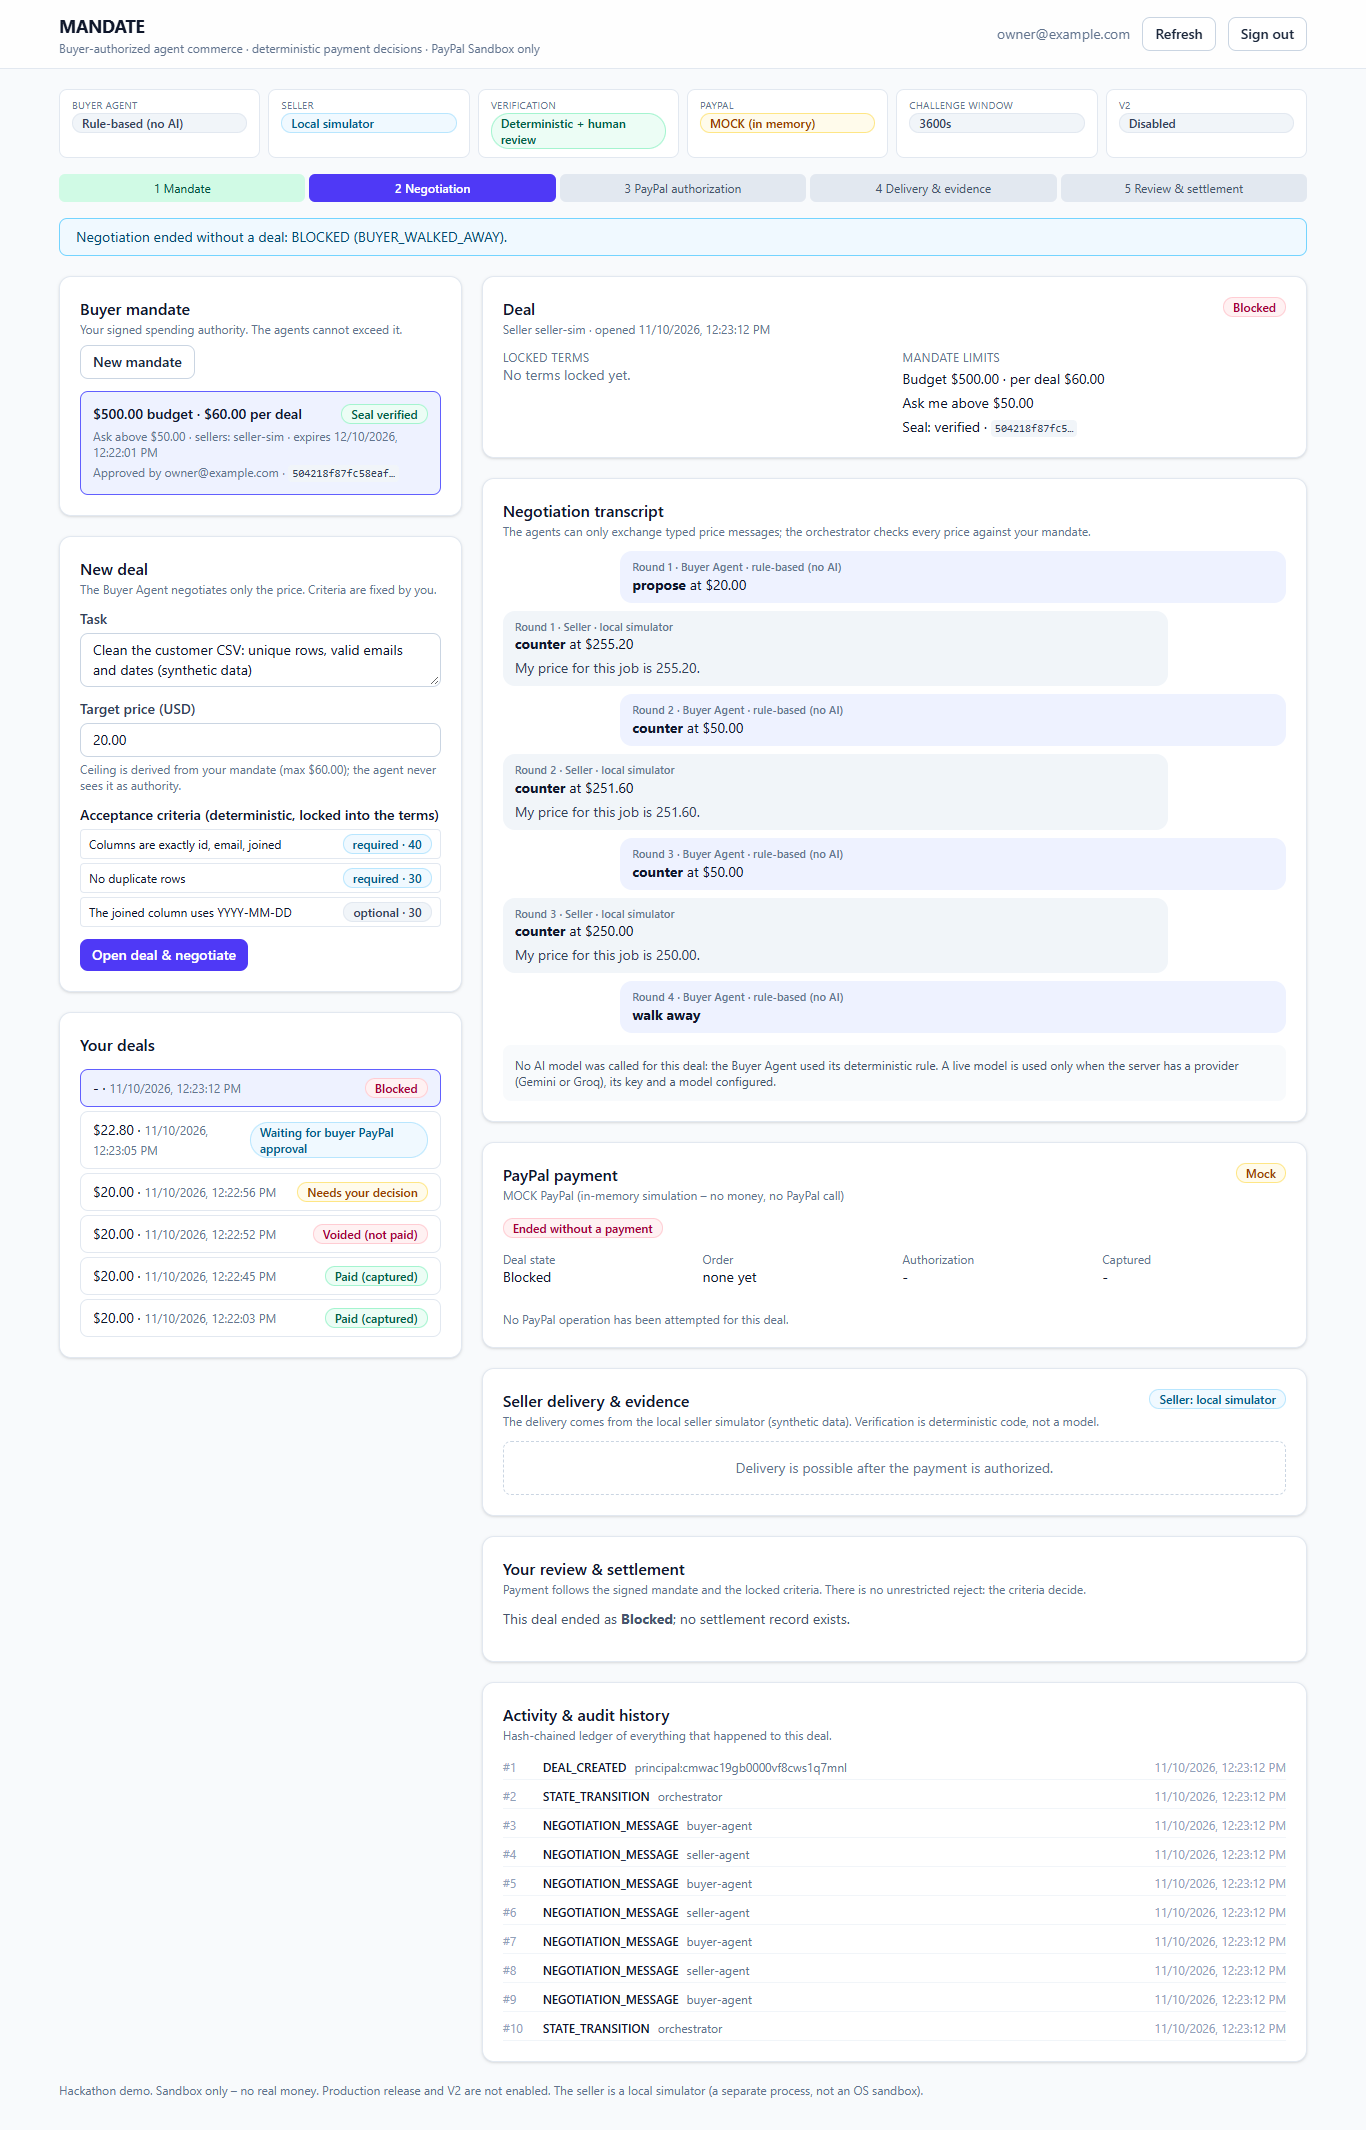 MANDATE
Buyer-authorized agent commerce · deterministic payment decisions · PayPal Sandbox only
owner@example.com
Refresh
Sign out
BUYER AGENT
Rule-based (no AI)
SELLER
Local simulator
VERIFICATION
Deterministic + human
review
PAYPAL
MOCK (in memory)
CHALLENGE WINDOW
3600s
V2
Disabled
1 Mandate
2 Negotiation
3 PayPal authorization
4 Delivery & evidence
5 Review & settlement
Negotiation ended without a deal: BLOCKED (BUYER_WALKED_AWAY).
Buyer mandate
Your signed spending authority. The agents cannot exceed it.
New mandate
$500.00 budget · $60.00 per deal
Seal verified
Ask above $50.00 · sellers: seller-sim · expires 12/10/2026,
12:22:01 PM
Approved by owner@example.com · 504218f87fc58eaf…
New deal
The Buyer Agent negotiates only the price. Criteria are fixed by you.
Task
Clean the customer CSV: unique rows, valid emails
and dates (synthetic data)
Target price (USD)
20.00
Ceiling is derived from your mandate (max $60.00); the agent never
sees it as authority.
Acceptance criteria (deterministic, locked into the terms)
Columns are exactly id, email, joined
required · 40
No duplicate rows
required · 30
The joined column uses YYYY-MM-DD
optional · 30
Open deal & negotiate
Your deals
- · 11/10/2026, 12:23:12 PM
Blocked
$22.80 · 11/10/2026,
12:23:05 PM
Waiting for buyer PayPal
approval
$20.00 · 11/10/2026, 12:22:56 PM
Needs your decision
$20.00 · 11/10/2026, 12:22:52 PM
Voided (not paid)
$20.00 · 11/10/2026, 12:22:45 PM
Paid (captured)
$20.00 · 11/10/2026, 12:22:03 PM
Paid (captured)
Deal
Blocked
Seller seller-sim · opened 11/10/2026, 12:23:12 PM
LOCKED TERMS
No terms locked yet.
MANDATE LIMITS
Budget $500.00 · per deal $60.00
Ask me above $50.00
Seal: verified · 504218f87fc5…
Negotiation transcript
The agents can only exchange typed price messages; the orchestrator checks every price against your mandate.
Round 1 · Buyer Agent · rule-based (no AI)
propose at $20.00
Round 1 · Seller · local simulator
counter at $255.20
My price for this job is 255.20.
Round 2 · Buyer Agent · rule-based (no AI)
counter at $50.00
Round 2 · Seller · local simulator
counter at $251.60
My price for this job is 251.60.
Round 3 · Buyer Agent · rule-based (no AI)
counter at $50.00
Round 3 · Seller · local simulator
counter at $250.00
My price for this job is 250.00.
Round 4 · Buyer Agent · rule-based (no AI)
walk away
No AI model was called for this deal: the Buyer Agent used its deterministic rule. A live model is used only when the server has a provider
(Gemini or Groq), its key and a model configured.
PayPal payment
Mock
MOCK PayPal (in-memory simulation – no money, no PayPal call)
Ended without a payment
Deal state
Blocked
Order
none yet
Authorization
-
Captured
-
No PayPal operation has been attempted for this deal.
Seller delivery & evidence
Seller: local simulator
The delivery comes from the local seller simulator (synthetic data). Verification is deterministic code, not a model.
Delivery is possible after the payment is authorized.
Your review & settlement
Payment follows the signed mandate and the locked criteria. There is no unrestricted reject: the criteria decide.
This deal ended as Blocked; no settlement record exists.
Activity & audit history
Hash-chained ledger of everything that happened to this deal.
#1 DEAL_CREATED principal:cmwac19gb0000vf8cws1q7mnl 11/10/2026, 12:23:12 PM
#2 STATE_TRANSITION orchestrator 11/10/2026, 12:23:12 PM
#3 NEGOTIATION_MESSAGE buyer-agent 11/10/2026, 12:23:12 PM
#4 NEGOTIATION_MESSAGE seller-agent 11/10/2026, 12:23:12 PM
#5 NEGOTIATION_MESSAGE buyer-agent 11/10/2026, 12:23:12 PM
#6 NEGOTIATION_MESSAGE seller-agent 11/10/2026, 12:23:12 PM
#7 NEGOTIATION_MESSAGE buyer-agent 11/10/2026, 12:23:12 PM
#8 NEGOTIATION_MESSAGE seller-agent 11/10/2026, 12:23:12 PM
#9 NEGOTIATION_MESSAGE buyer-agent 11/10/2026, 12:23:12 PM
#10 STATE_TRANSITION orchestrator 11/10/2026, 12:23:12 PM
Hackathon demo. Sandbox only – no real money. Production release and V2 are not enabled. The seller is a local simulator (a separate process, not an OS sandbox).